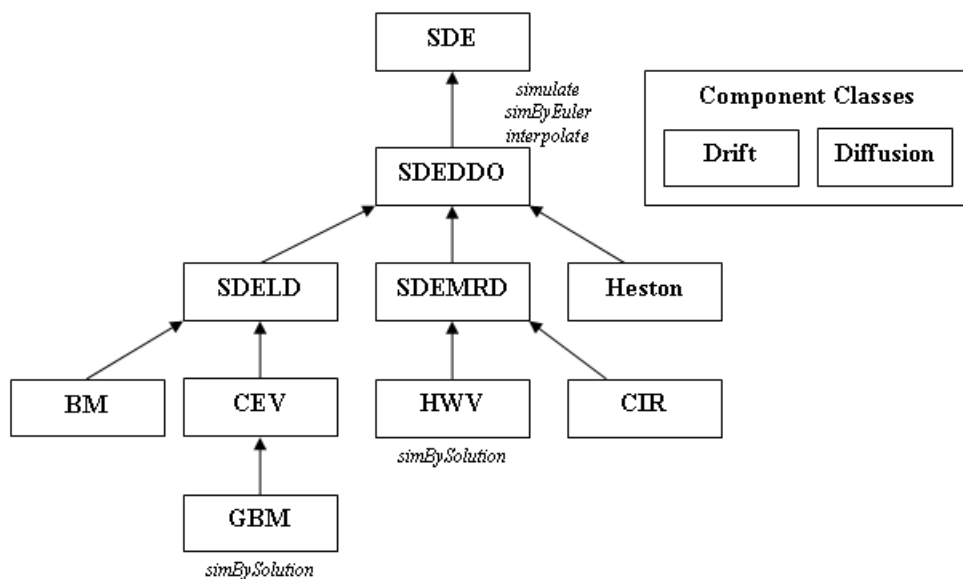 SDE
simulate
simByEuler
interpolate
Component Classes
Drift
Diffusion
SDEDDO
SDELD
SDEMRD
Heston
BM
CEV
HWV
CIR
simBySolution
GBM
simBySolution